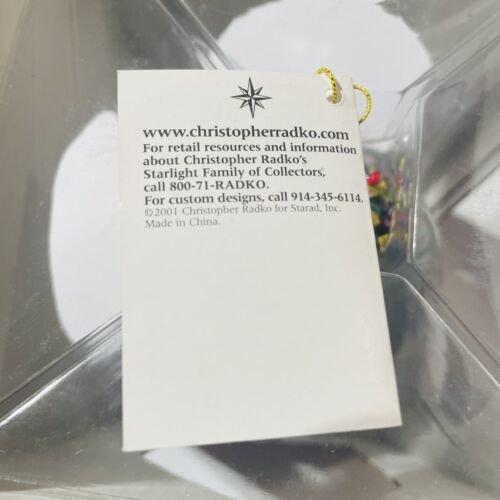 www.christopherradko.com
For retail resources and information
about Christopher Radko's
Starlight Family of Collectors,
call 800-71-RADKO.
For custom designs, call 914-345-6114.
©2001 Christopher Radko for Starad, Inc.
Made in China.